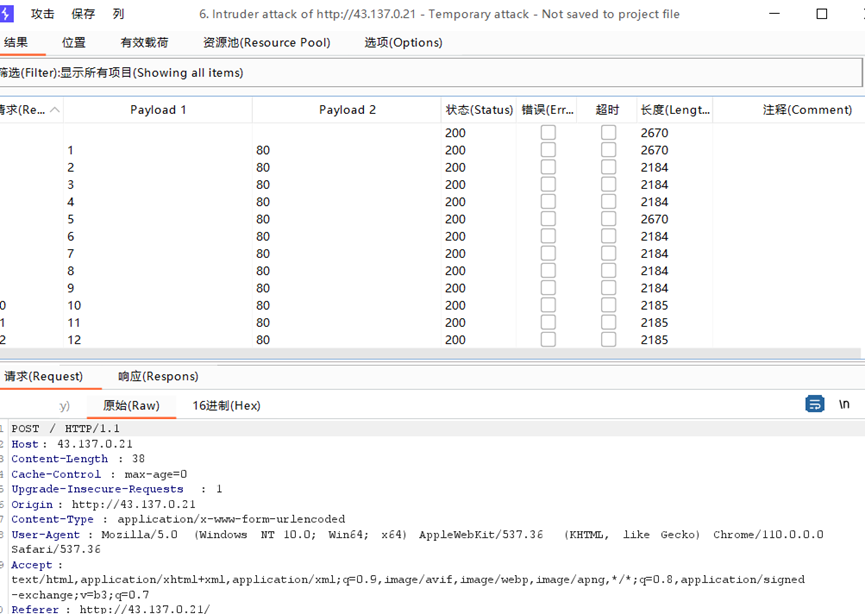 攻击 保存 列 6. Intruder attack of http://43.137.0.21 - Temporary attack - Not saved to project file
结果 位置 有效载荷 资源池(Resource Pool) 选项(Options)
筛选(Filter):显示所有项目(Showing all items)
请求(Re... Payload 1 Payload 2 状态(Status) 错误(Err... 超时 长度(Lengt... 注释(Comment)
200 2670
1 80 200 2670
2 80 200 2184
3 80 200 2184
4 80 200 2184
5 80 200 2670
6 80 200 2184
7 80 200 2184
8 80 200 2184
9 80 200 2184
0 10 80 200 2185
1 11 80 200 2185
2 12 80 200 2185
请求(Request) 响应(Respons)
y) 原始(Raw) 16进制(Hex) \n
1 POST / HTTP/1.1
2 Host : 43.137.0.21
3 Content-Length : 38
4 Cache-Control : max-age=0
5 Upgrade-Insecure-Requests : 1
6 Origin : http://43.137.0.21
7 Content-Type : application/x-www-form-urlencoded
8 User-Agent : Mozilla/5.0 (Windows NT 10.0; Win64; x64) AppleWebKit/537.36 (KHTML, like Gecko) Chrome/110.0.0.0
Safari/537.36
9 Accept :
text/html,application/xhtml+xml,application/xml;q=0.9,image/avif,image/webp,image/apng,*/*;q=0.8,application/signed
-exchange;v=b3;q=0.7
0 Referer : http://43.137.0.21/